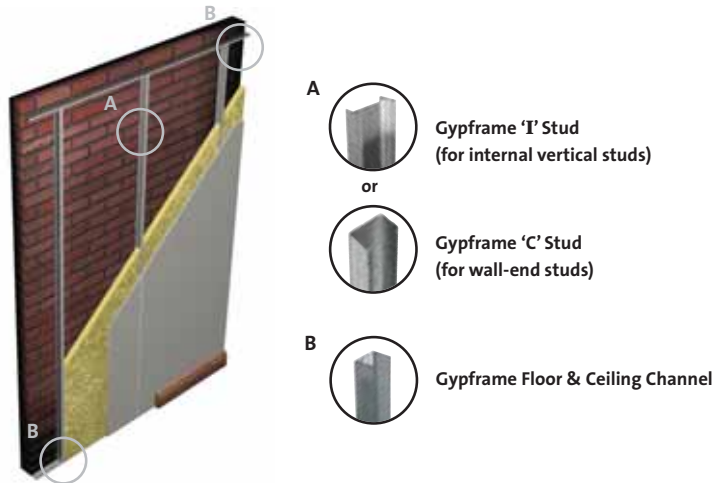 B
A
B
A
Gypframe ‘I’ Stud
(for internal vertical studs)
or
Gypframe ‘C’ Stud
(for wall-end studs)
B
Gypframe Floor & Ceiling Channel